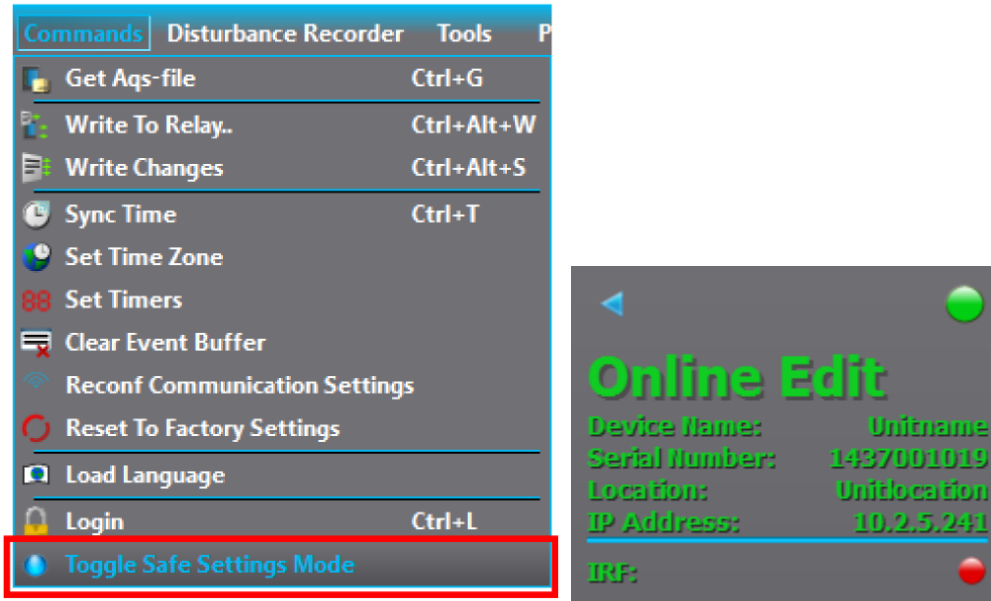 Commands Disturbance Recorder Tools P
Get Aqs-file Ctrl+G
Write To Relay.. Ctrl+Alt+W
Write Changes Ctrl+Alt+S
Sync Time Ctrl+T
Set Time Zone
88 Set Timers
Clear Event Buffer
Reconf Communication Settings
Reset To Factory Settings
Load Language
Login Ctrl+L
Toggle Safe Settings Mode
Online Edit
Device Name: Unitname
Serial Number: 1437001019
Location: Unitlocation
IP Address: 10.2.5.241
IRF: